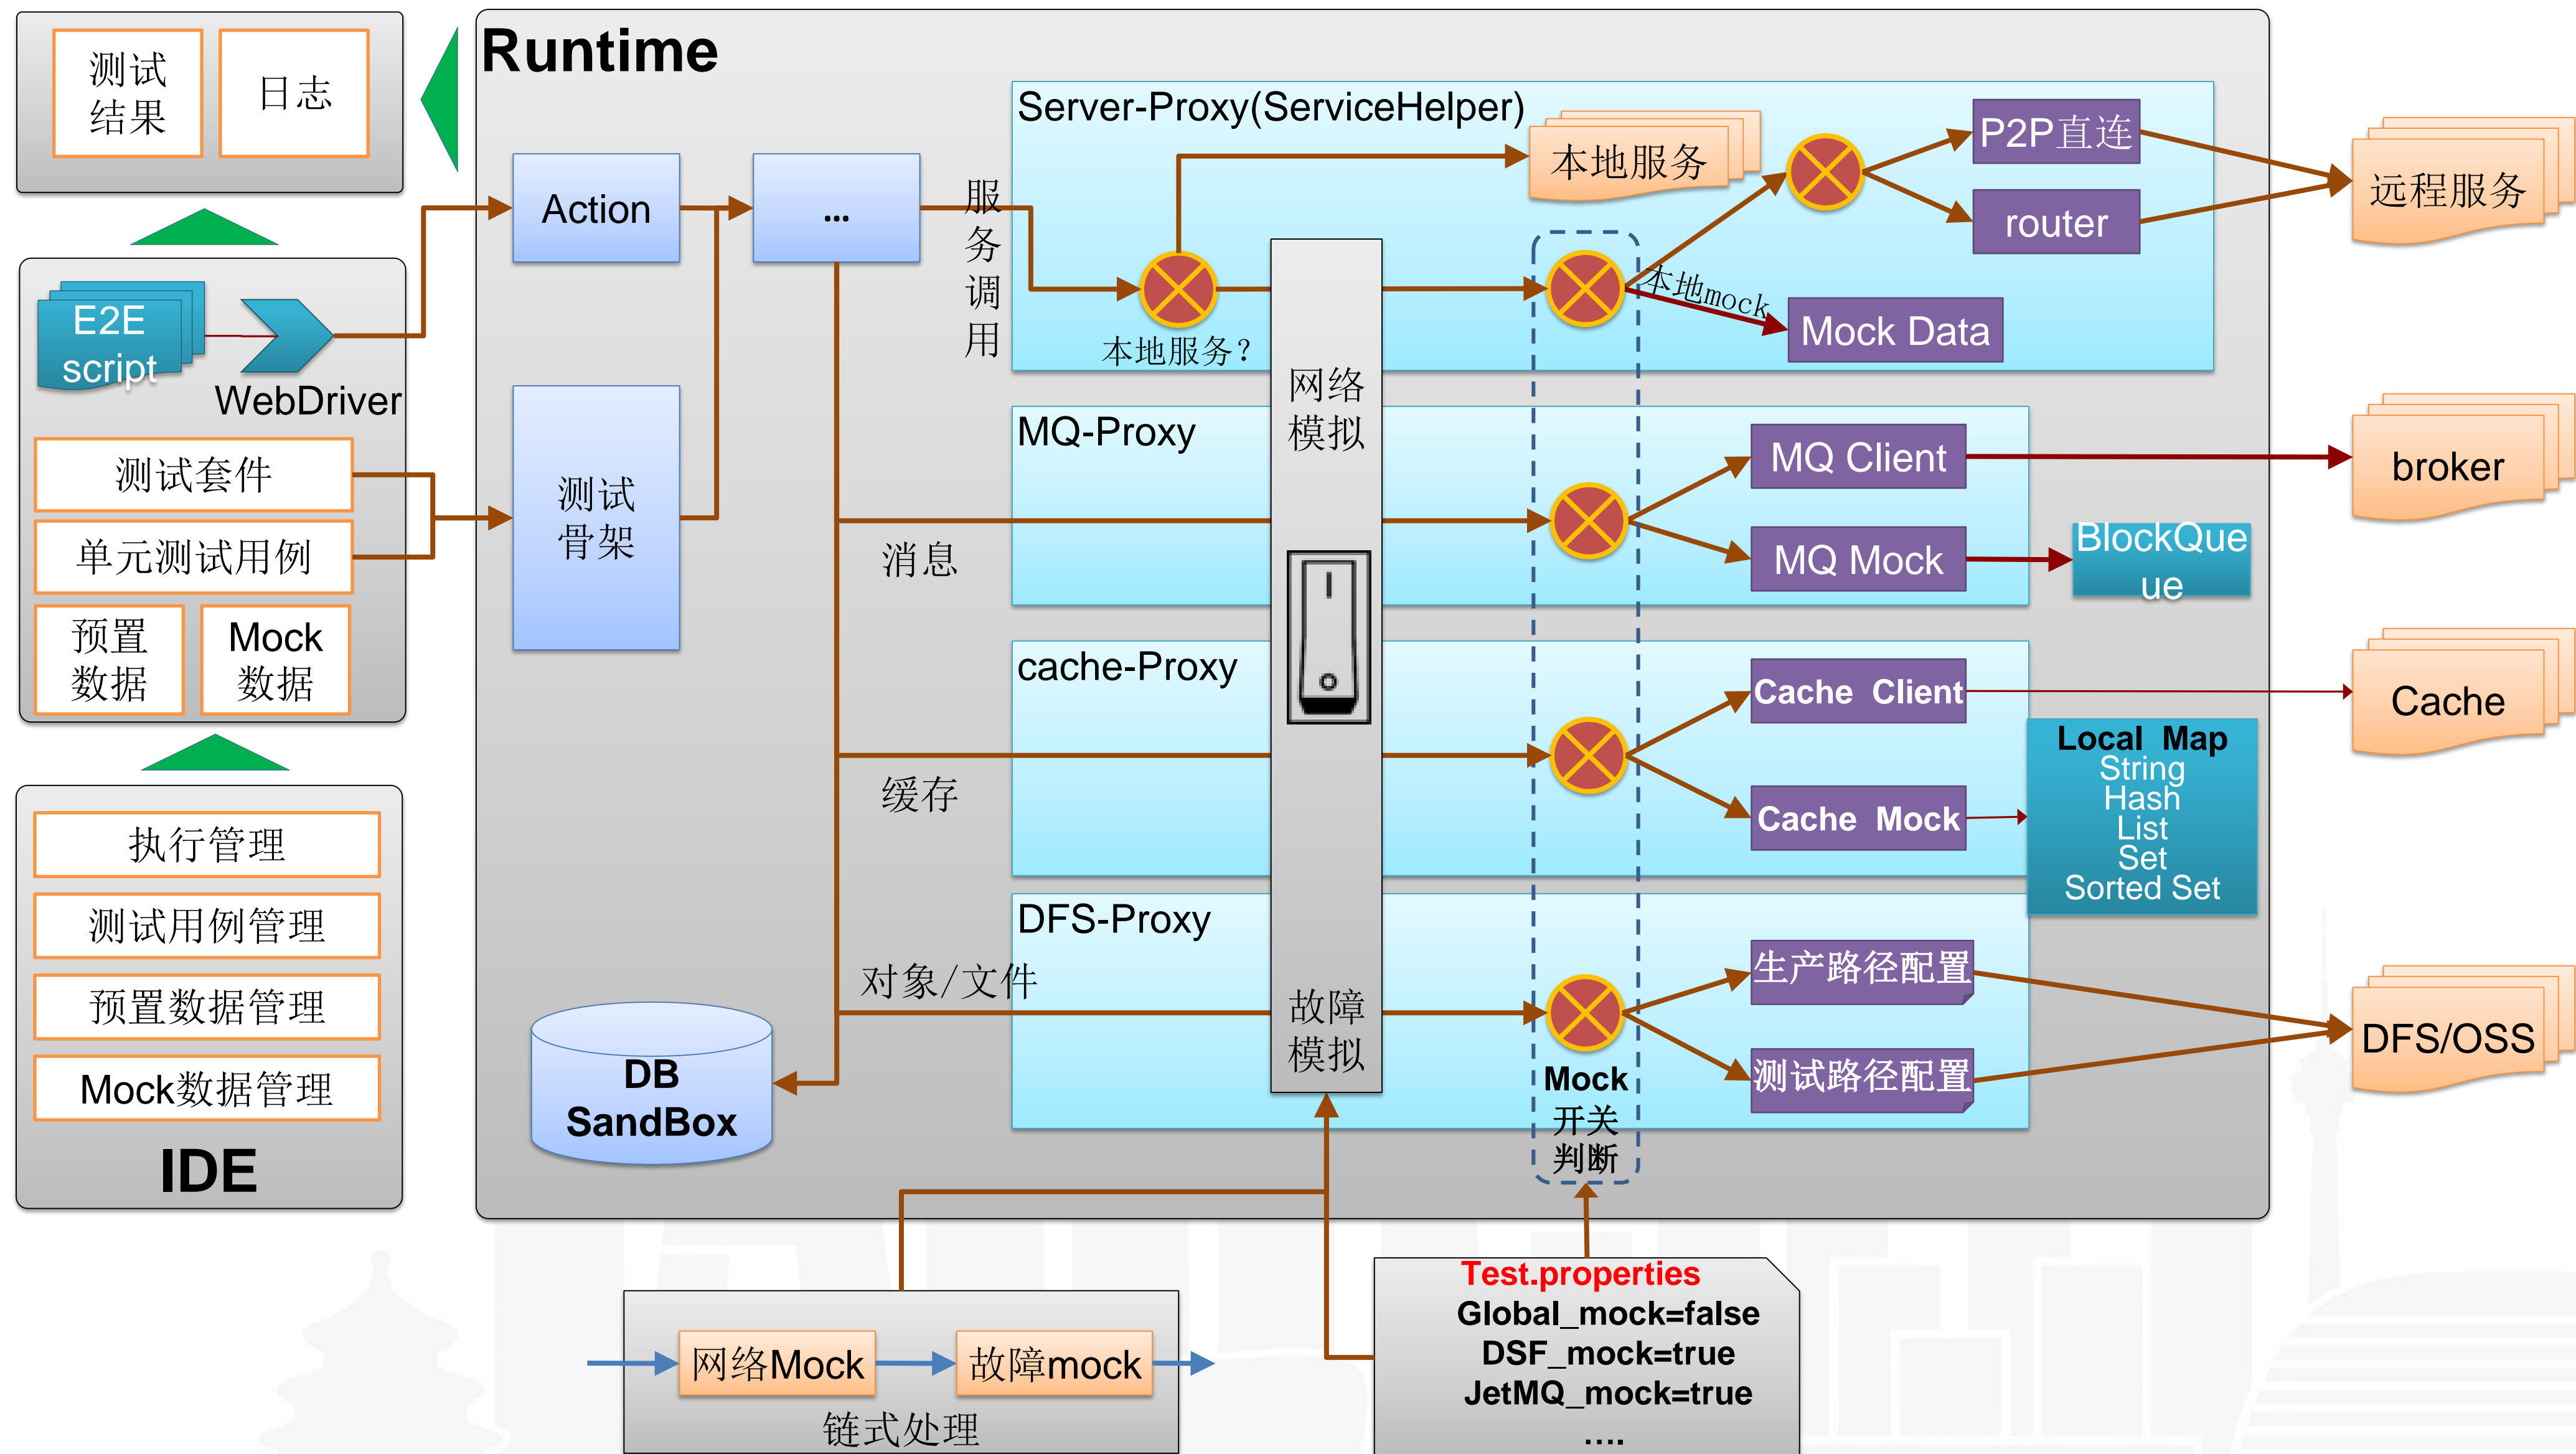 测试
结果
日志
E2E
script
WebDriver
测试套件
单元测试用例
预置
数据
Mock
数据
执行管理
测试用例管理
预置数据管理
Mock数据管理
IDE
Runtime
Action
...
测试
骨架
DB
SandBox
服
务
调
用
消息
缓存
对象/文件
Server-Proxy(ServiceHelper)
本地服务
本地服务?
P2P直连
router
本地mock
Mock Data
远程服务
网络
模拟
故障
模拟
MQ-Proxy
MQ Client
MQ Mock
broker
BlockQue
ue
cache-Proxy
Cache Client
Cache Mock
Cache
Local Map
String
Hash
List
Set
Sorted Set
DFS-Proxy
生产路径配置
测试路径配置
DFS/OSS
Mock
开关
判断
网络Mock
故障mock
链式处理
Test.properties
Global_mock=false
DSF_mock=true
JetMQ_mock=true
....